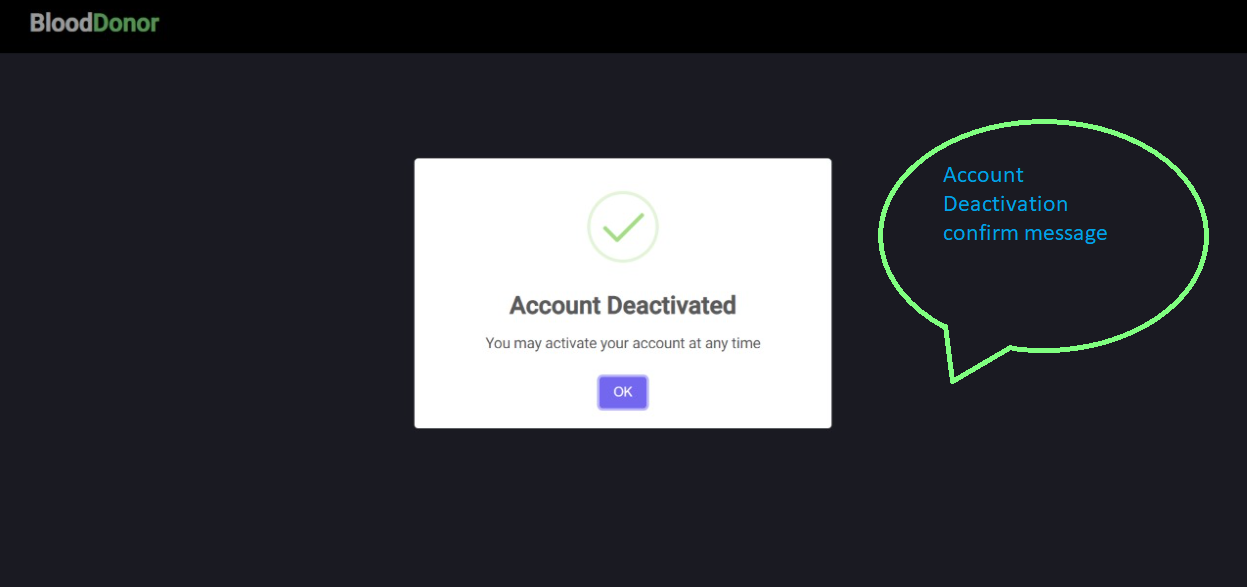 BloodDonor
Account Deactivated
You may activate your account at any time
OK
Account
Deactivation
confirm message